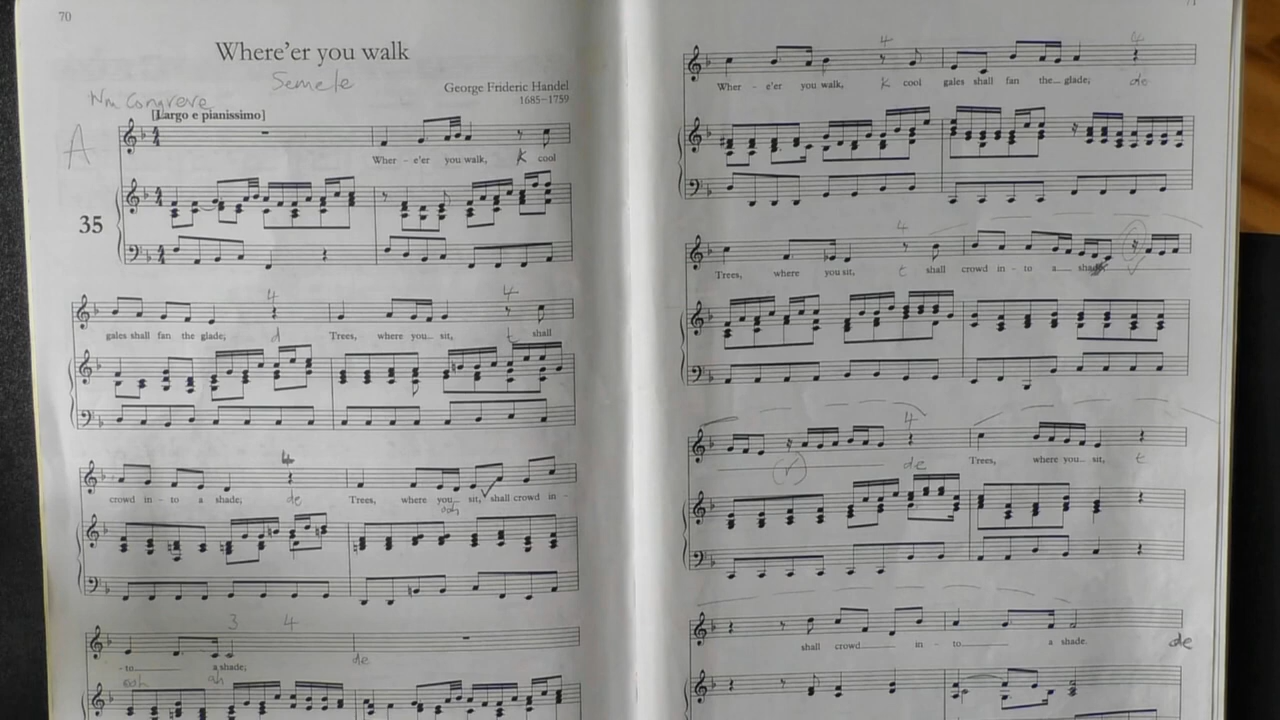 70
Where'er you walk
Semele
George Frideric Handel
1685–1759
Wm Congreve
[Largo e pianissimo]
A
35
Wher - e'er you walk, k cool
4 4
gales shall fan the glade; d Trees, where you sit, t shall
4
crowd in - to a shade; de Trees, where you sit, shall crowd in -
ooh
3 4
- to a shade; de
ooh ah
71
4 4
Wher - e'er you walk, k cool gales shall fan the glade; de
4
Trees, where you sit, t shall crowd in - to a shade
4
de Trees, where you sit, t
shall crowd in - to a shade. de